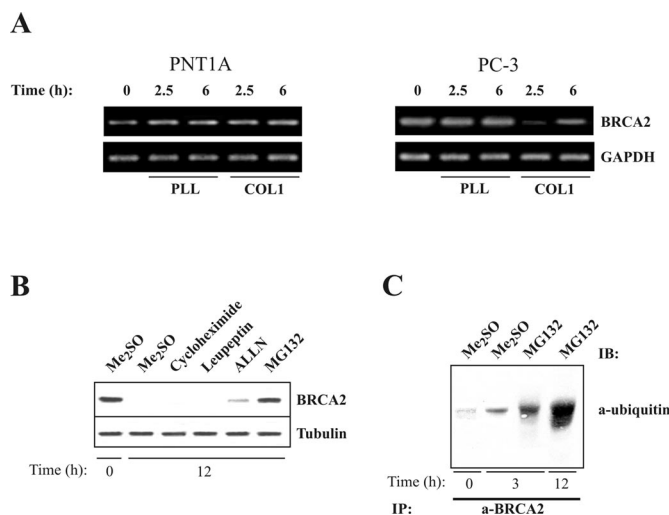 A
PNT1A PC-3
Time (h): 0 2.5 6 2.5 6 0 2.5 6 2.5 6
BRCA2
GAPDH
PLL COL1 PLL COL1
B
Me2SO Me2SO Cycloheximide Leupeptin ALLN MG132
BRCA2
Tubulin
Time (h): 0 12
C
Me2SO Me2SO MG132 MG132
IB:
a-ubiquitin
Time (h): 0 3 12
IP: a-BRCA2